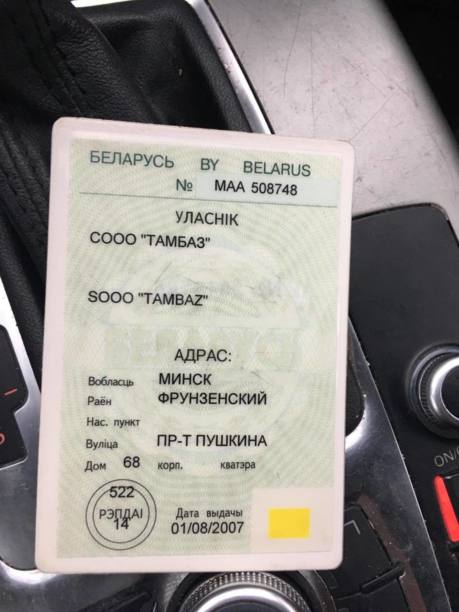 БЕЛАРУСЬ BY BELARUS
№ МАА 508748
УЛАСНІК
СООО "ТАМБАЗ"
SOOO "TAMBAZ"
АДРАС:
Вобласць МИНСК
Раён ФРУНЗЕНСКИЙ
Нас. пункт
Вуліца ПР-Т ПУШКИНА
Дом 68 корп. кватэра
522
РЭПДАІ
14
Дата выдачы
01/08/2007
ON/